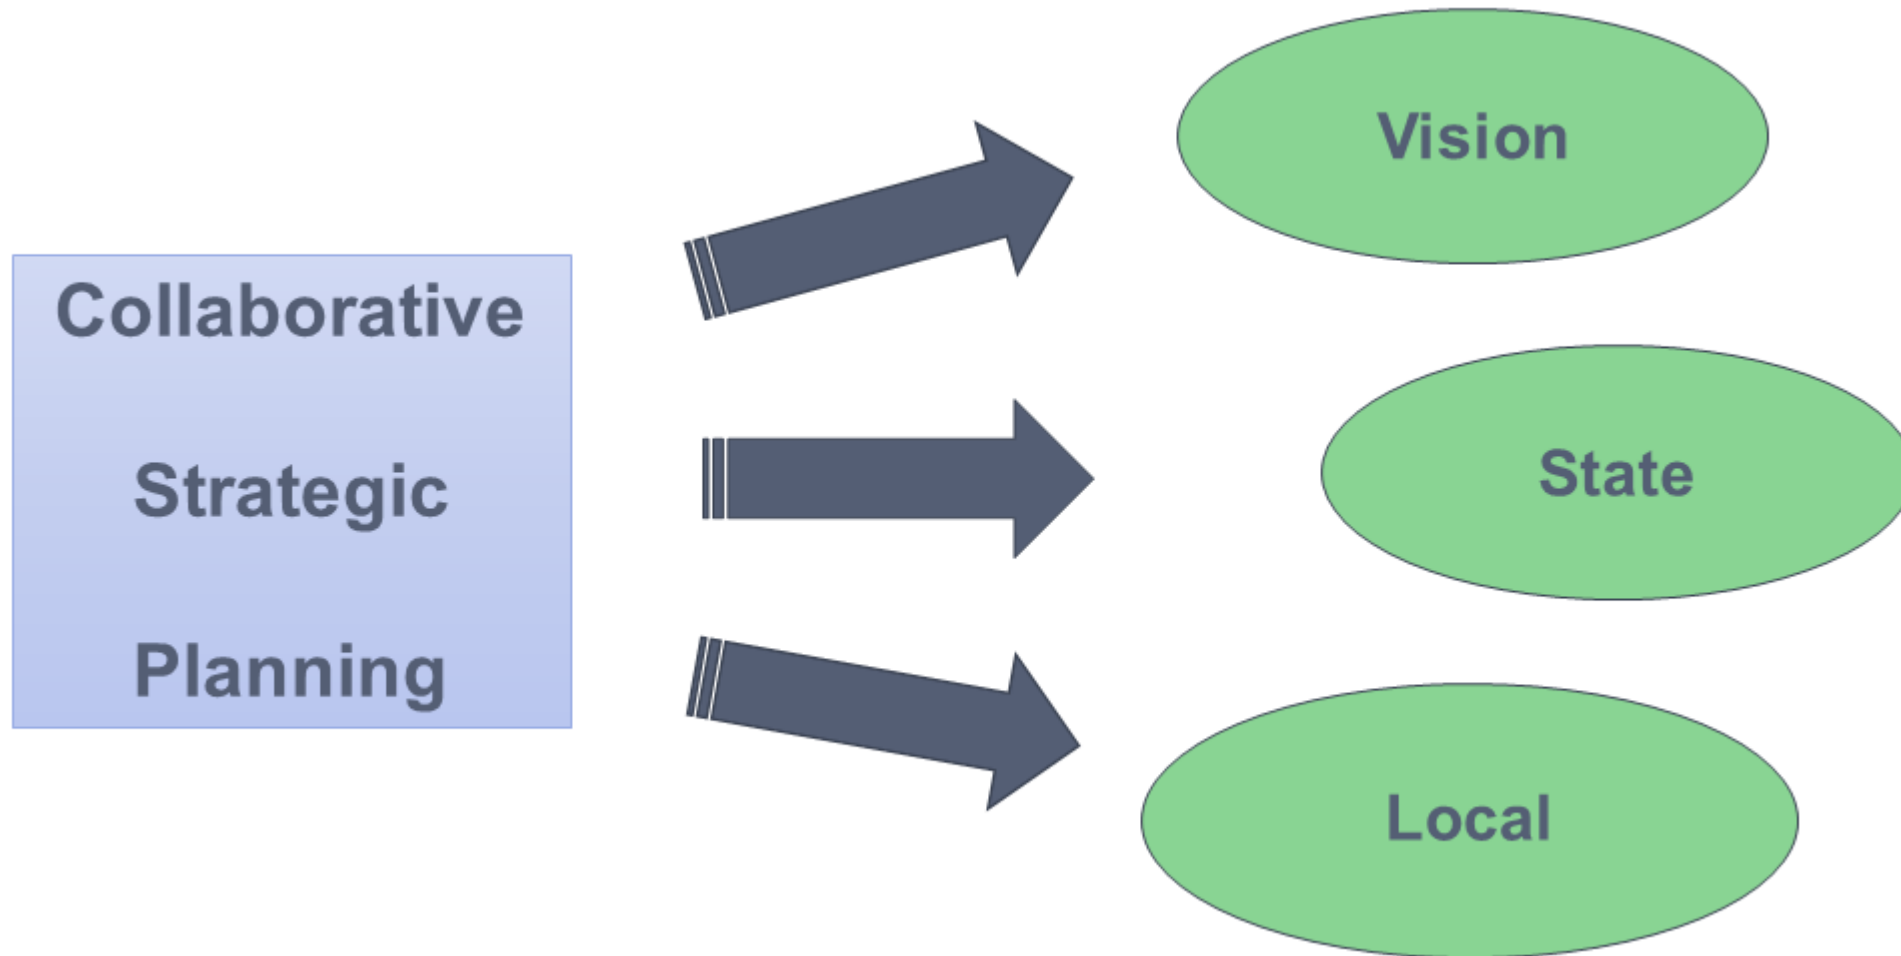 Collaborative
Strategic
Planning
Vision
State
Local